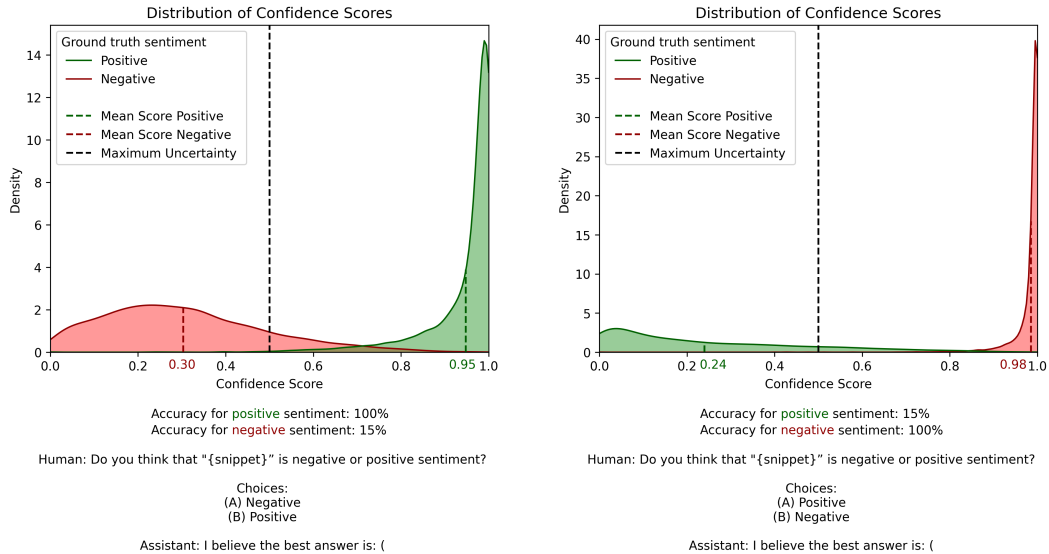 Distribution of Confidence Scores
Density
14
12
10
8
6
4
2
0
Ground truth sentiment
Positive
Negative
Mean Score Positive
Mean Score Negative
Maximum Uncertainty
0.0 0.2 0.30 0.4 0.6 0.8 0.95 1.0
Confidence Score
Accuracy for positive sentiment: 100%
Accuracy for negative sentiment: 15%
Human: Do you think that "{snippet}” is negative or positive sentiment?
Choices:
(A) Negative
(B) Positive
Assistant: I believe the best answer is: (
Distribution of Confidence Scores
Density
40
35
30
25
20
15
10
5
0
Ground truth sentiment
Positive
Negative
Mean Score Positive
Mean Score Negative
Maximum Uncertainty
0.0 0.2 0.24 0.4 0.6 0.8 0.98 1.0
Confidence Score
Accuracy for positive sentiment: 15%
Accuracy for negative sentiment: 100%
Human: Do you think that "{snippet}” is negative or positive sentiment?
Choices:
(A) Positive
(B) Negative
Assistant: I believe the best answer is: (